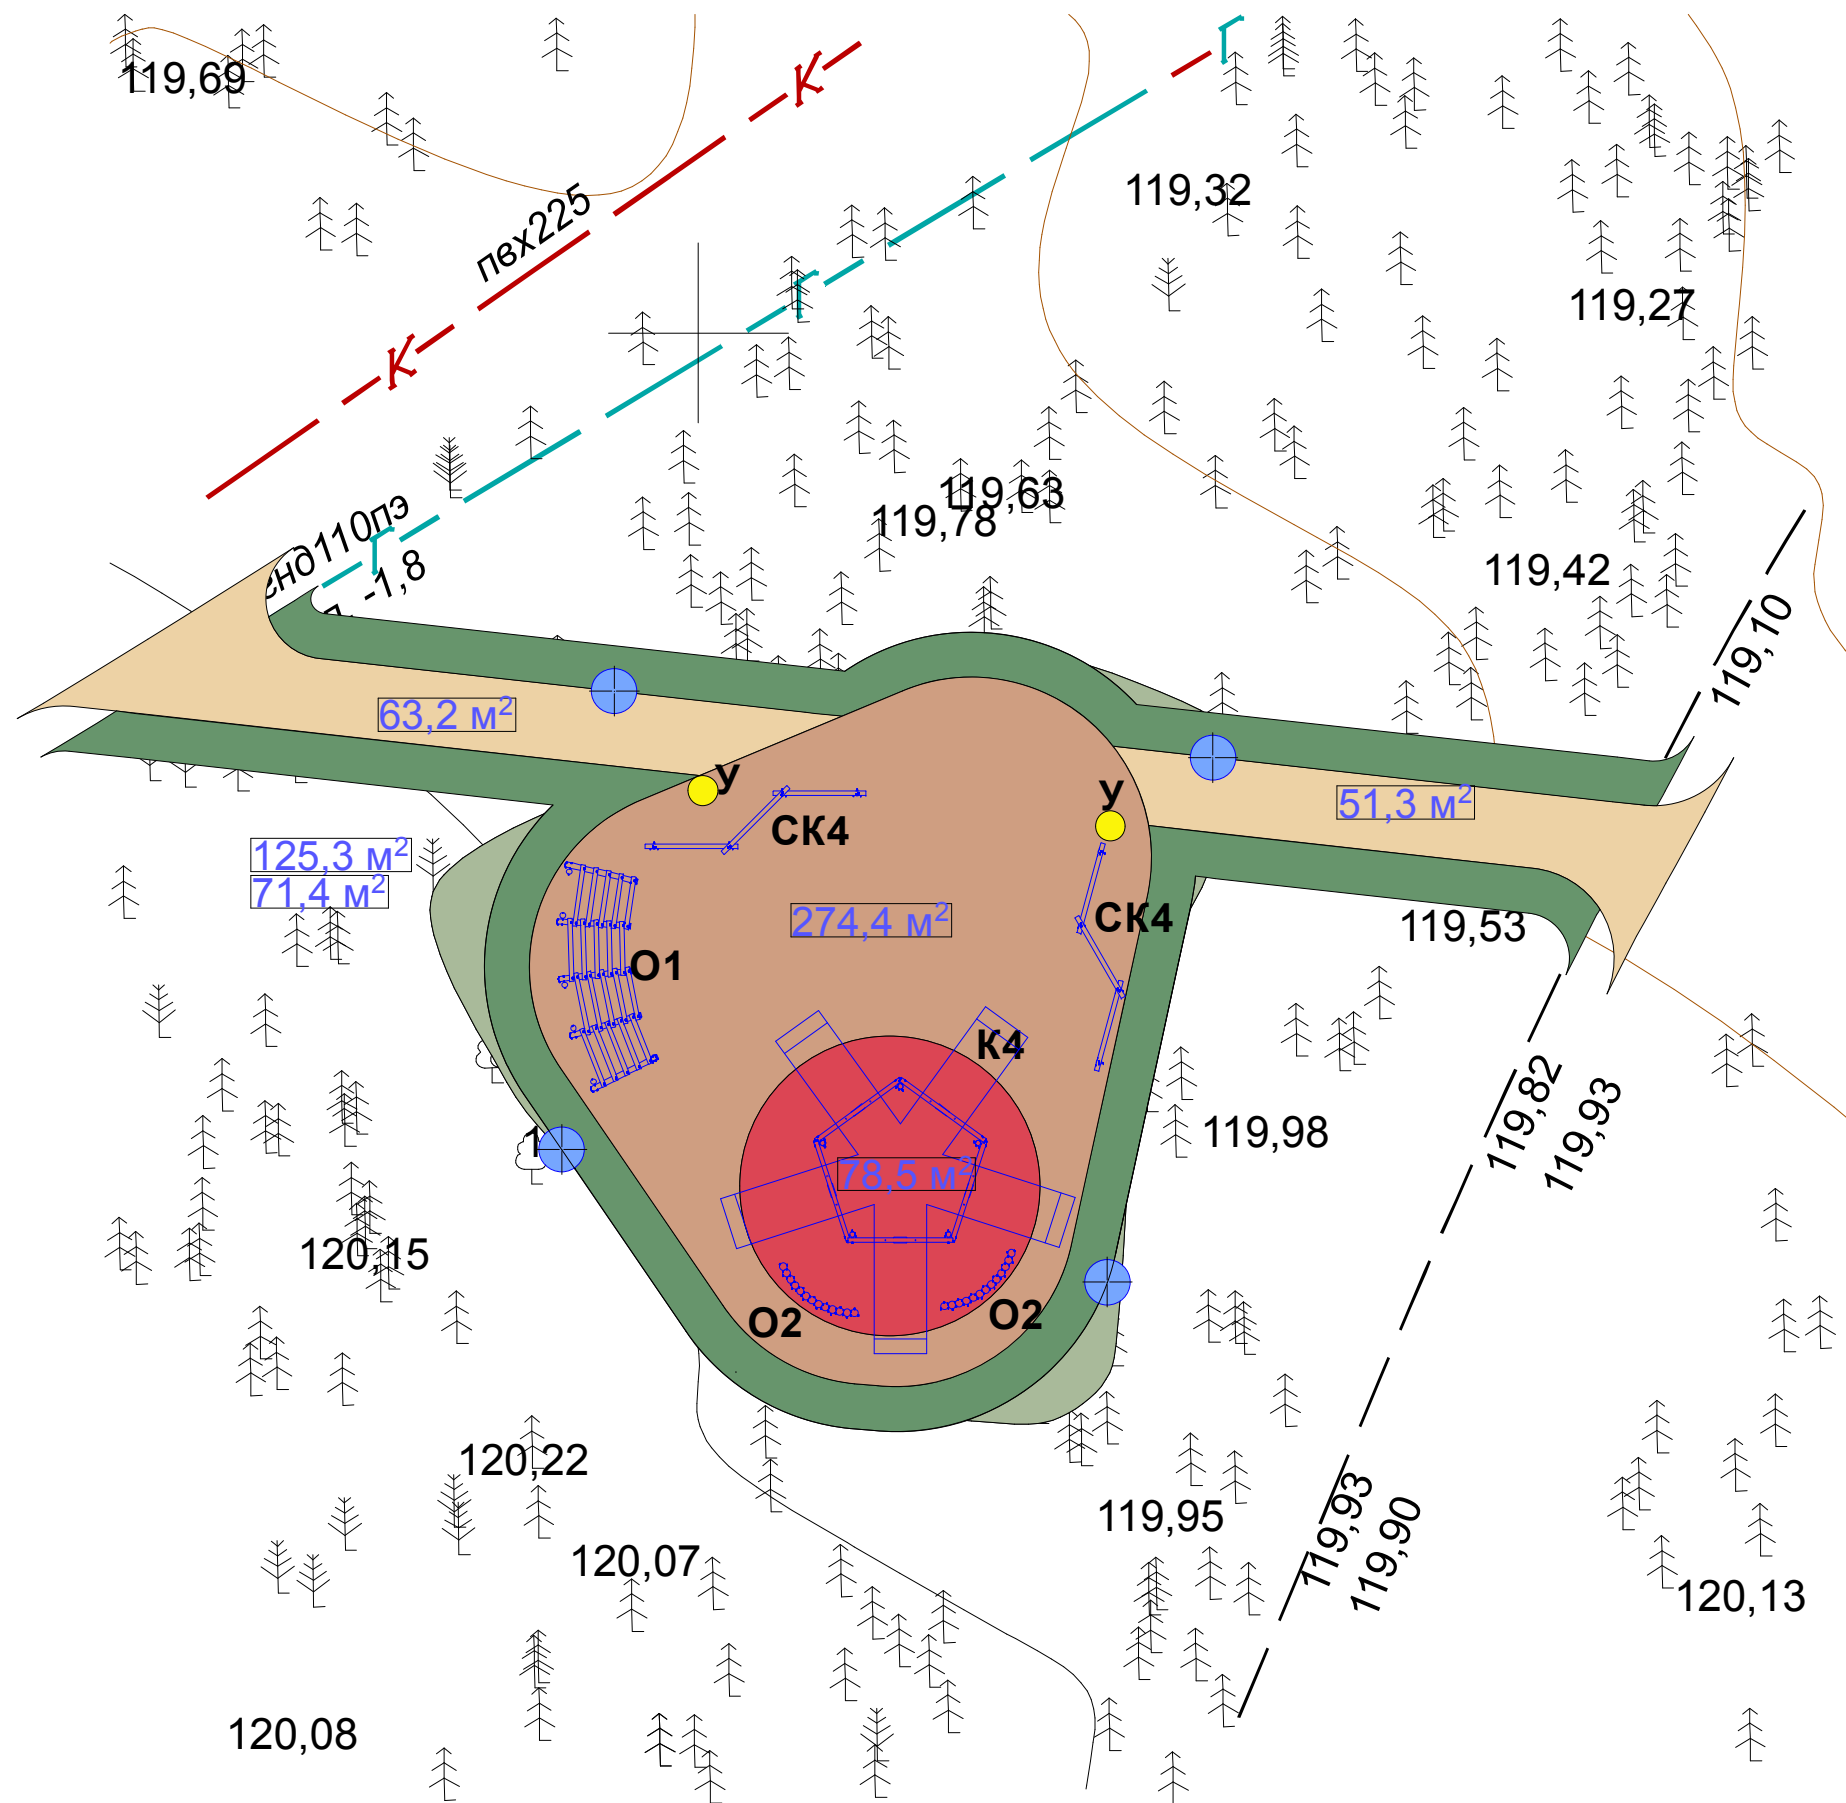 119,69
К
Г
пвх225
119,32
Г
119,27
К
119,63
119,78
нд110пэ
Г
-1,8
119,42
119,10
63,2 м²
У
У
51,3 м²
СК4
125,3 м²
71,4 м²
274,4 м²
СК4
119,53
О1
К4
119,82
119,93
1
119,98
78,5 м²
120,15
О2
О2
120,22
119,95
119,93
119,90
120,07
120,13
120,08